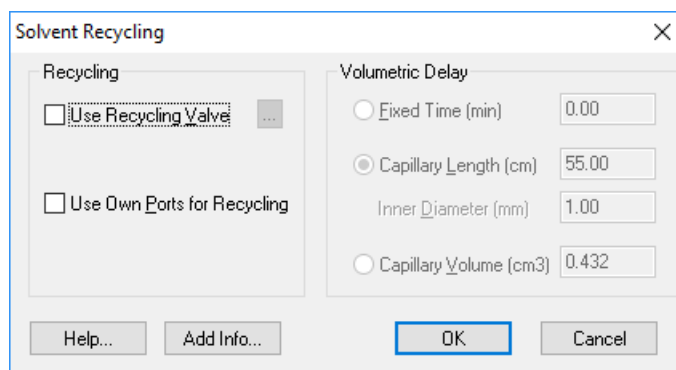 Solvent Recycling
Recycling
Use Recycling Valve ...
Use Own Ports for Recycling
Volumetric Delay
Fixed Time (min) 0.00
Capillary Length (cm) 55.00
Inner Diameter (mm) 1.00
Capillary Volume (cm3) 0.432
Help... Add Info... OK Cancel